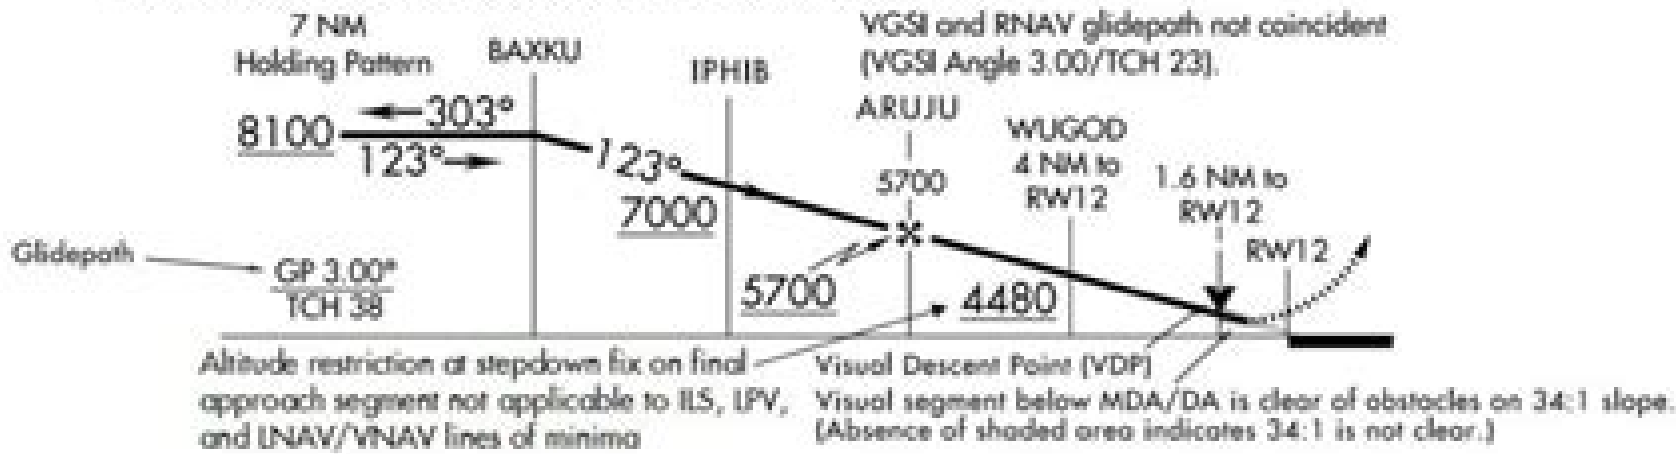 7 NM
Holding Pattern
BAXKU
IPHIB
VGSI and RNAV glidepath not coincident
(VGSI Angle 3.00/TCH 23).
ARUJU
WUGOD
4 NM to
RW12
1.6 NM to
RW12
RW12
303°
8100
123°
123°
7000
5700
5700
4480
Glidepath
GP 3.00°
TCH 38
Altitude restriction at stepdown fix on final
approach segment not applicable to ILS, LPV,
and LNAV/VNAV lines of minima
Visual Descent Point (VDP)
Visual segment below MDA/DA is clear of obstacles on 34:1 slope.
(Absence of shaded area indicates 34:1 is not clear.)